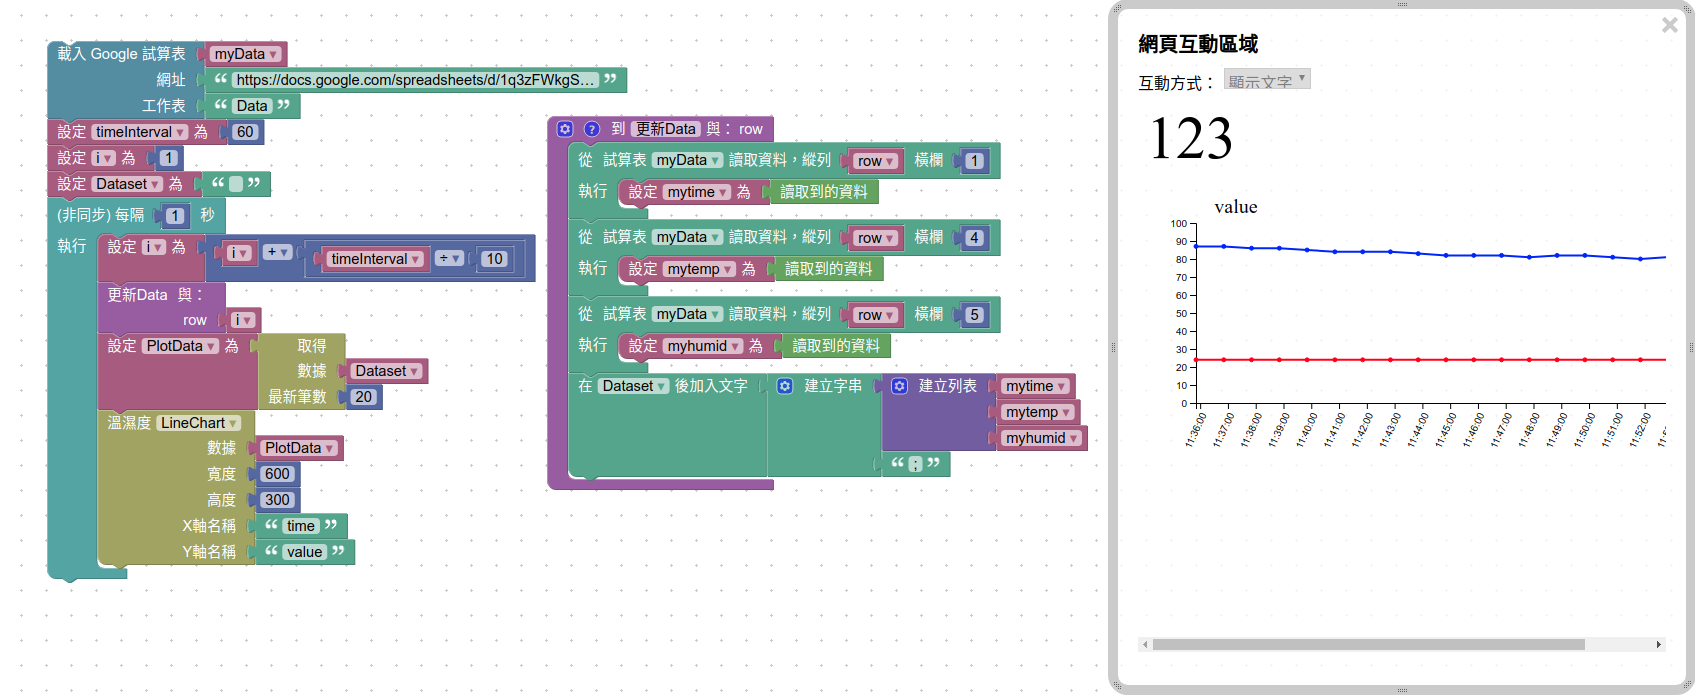 載入 Google 試算表 myData
網址 “ https://docs.google.com/spreadsheets/d/1q3zFWkgS... ”
工作表 “ Data ”
設定 timeInterval 為 60
設定 i 為 1
設定 Dataset 為 “ ”
(非同步) 每隔 1 秒
執行 設定 i 為 i + timeInterval ÷ 10
更新Data 與：
row i
設定 PlotData 為 取得
數據 Dataset
最新筆數 20
溫濕度 LineChart
數據 PlotData
寬度 600
高度 300
X軸名稱 “ time ”
Y軸名稱 “ value ”
? 到 更新Data 與： row
從 試算表 myData 讀取資料，縱列 row 橫欄 1
執行 設定 mytime 為 讀取到的資料
從 試算表 myData 讀取資料，縱列 row 橫欄 4
執行 設定 mytemp 為 讀取到的資料
從 試算表 myData 讀取資料，縱列 row 橫欄 5
執行 設定 myhumid 為 讀取到的資料
在 Dataset 後加入文字 建立字串 建立列表 mytime
mytemp
myhumid
“ ; ”
網頁互動區域
互動方式： 顯示文字
123
value
100
90
80
70
60
50
40
30
20
10
0
11:36:00 11:37:00 11:38:00 11:39:00 11:40:00 11:41:00 11:42:00 11:43:00 11:44:00 11:45:00 11:46:00 11:47:00 11:48:00 11:49:00 11:50:00 11:51:00 11:52:00